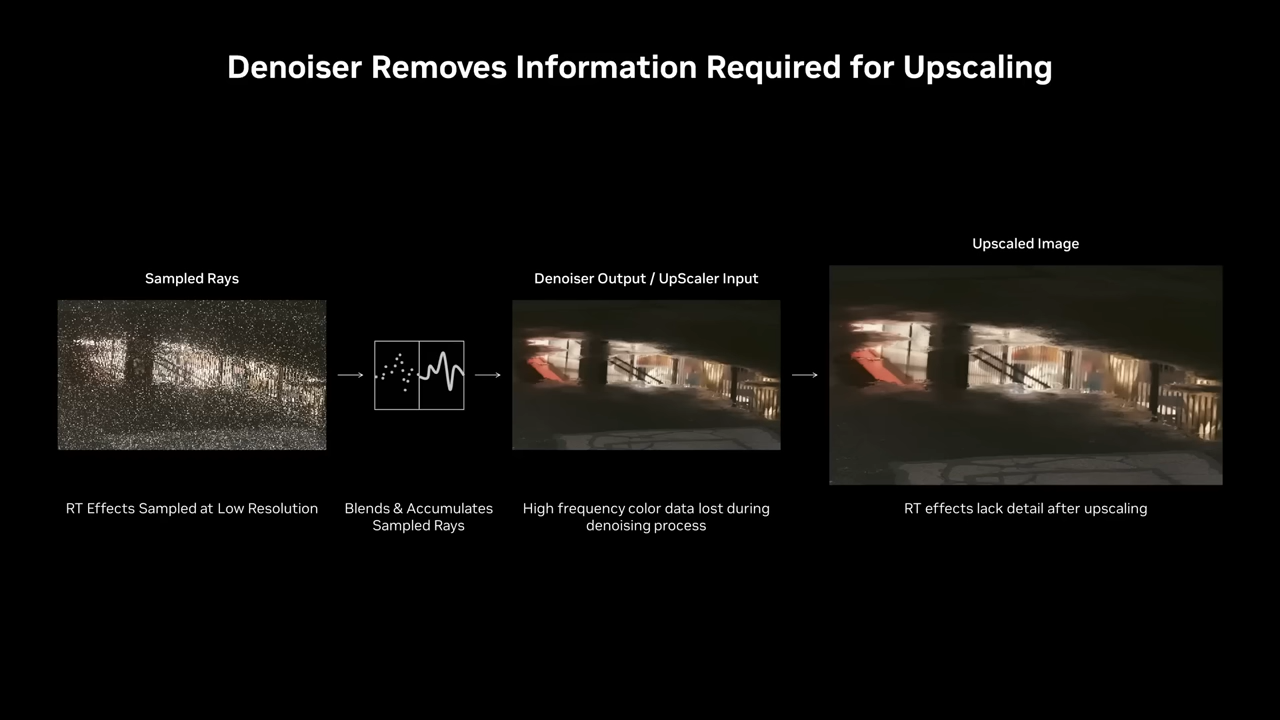 Denoiser Removes Information Required for Upscaling
Upscaled Image
Sampled Rays
Denoiser Output / UpScaler Input
RT Effects Sampled at Low Resolution
Blends & Accumulates
Sampled Rays
High frequency color data lost during
denoising process
RT effects lack detail after upscaling